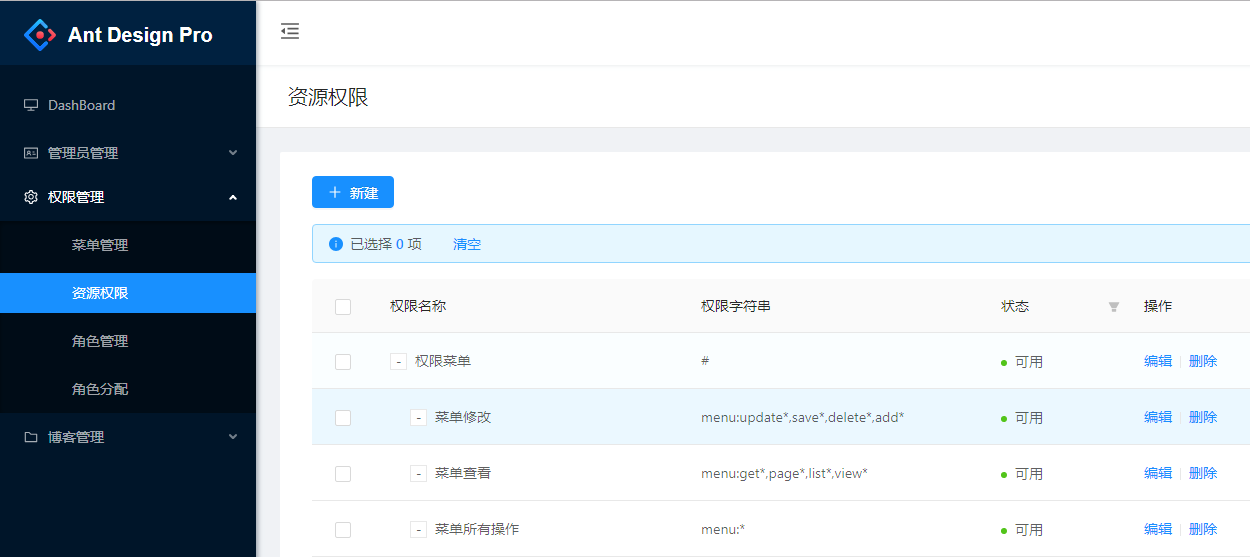 Ant Design Pro
DashBoard
管理员管理
权限管理
菜单管理
资源权限
角色管理
角色分配
博客管理
资源权限
+ 新建
已选择 0 项 清空
权限名称 权限字符串 状态 操作
- 权限菜单 # 可用 编辑 删除
- 菜单修改 menu:update*,save*,delete*,add* 可用 编辑 删除
- 菜单查看 menu:get*,page*,list*,view* 可用 编辑 删除
- 菜单所有操作 menu:* 可用 编辑 删除